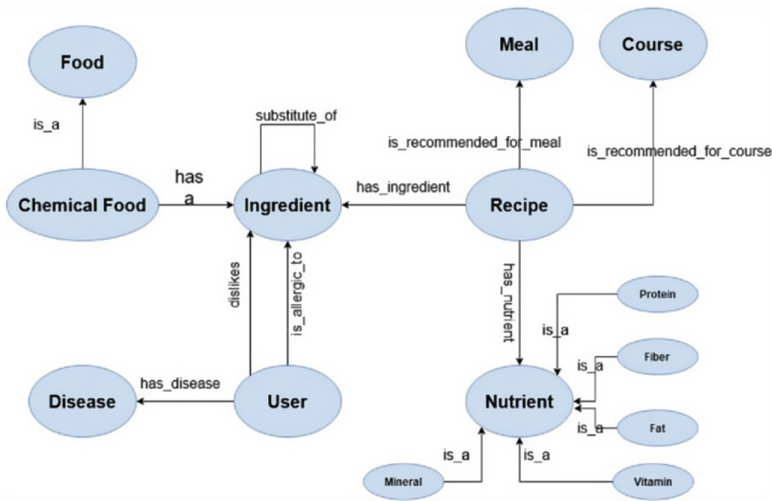 Meal
Course
Food
substitute_of
is_a
is_recommended_for_meal
is_recommended_for_course
has
a
has_ingredient
Chemical Food
Ingredient
Recipe
dislikes
is_allergic_to
has_nutrient
Protein
is_a
Fiber
is_a
has_disease
Disease
User
Nutrient
Fat
is_a
is_a
is_a
Mineral
Vitamin